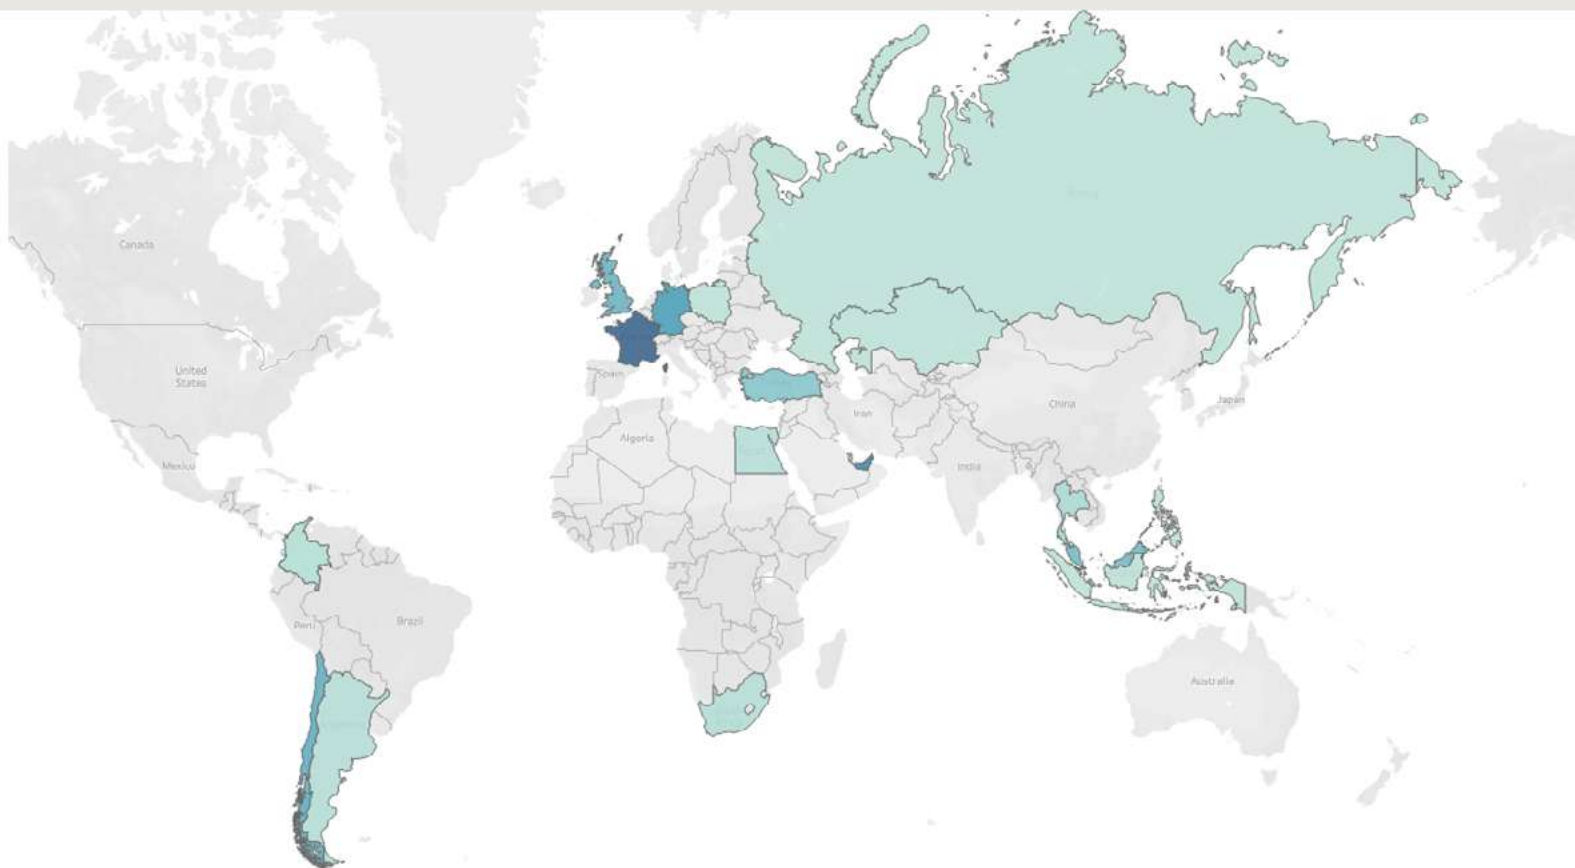 Canada
United
States
Mexico
Peru
Brazil
Spain
Algeria
Iran
India
China
Japan
Australia